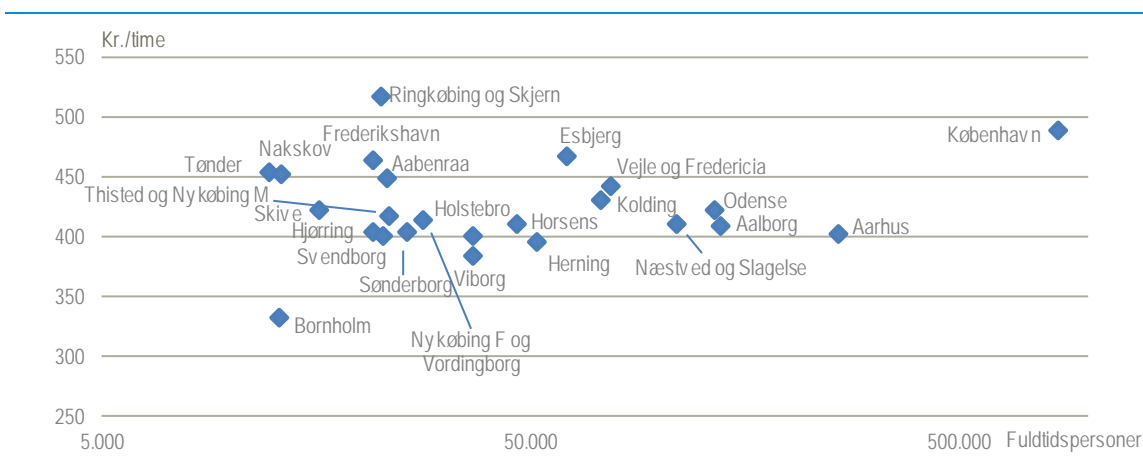 Kr./time
550
500
450
400
350
300
250
Ringkøbing og Skjern
København
Frederikshavn
Esbjerg
Nakskov
Tønder
Aabenraa
Vejle og Fredericia
Thisted og Nykøbing M
Kolding
Odense
Skive
Holstebro
Horsens
Aalborg
Aarhus
Hjørring
Svendborg
Herning
Næstved og Slagelse
Sønderborg
Viborg
Bornholm
Nykøbing F og
Vordingborg
5.000
50.000
500.000
Fuldtidspersoner